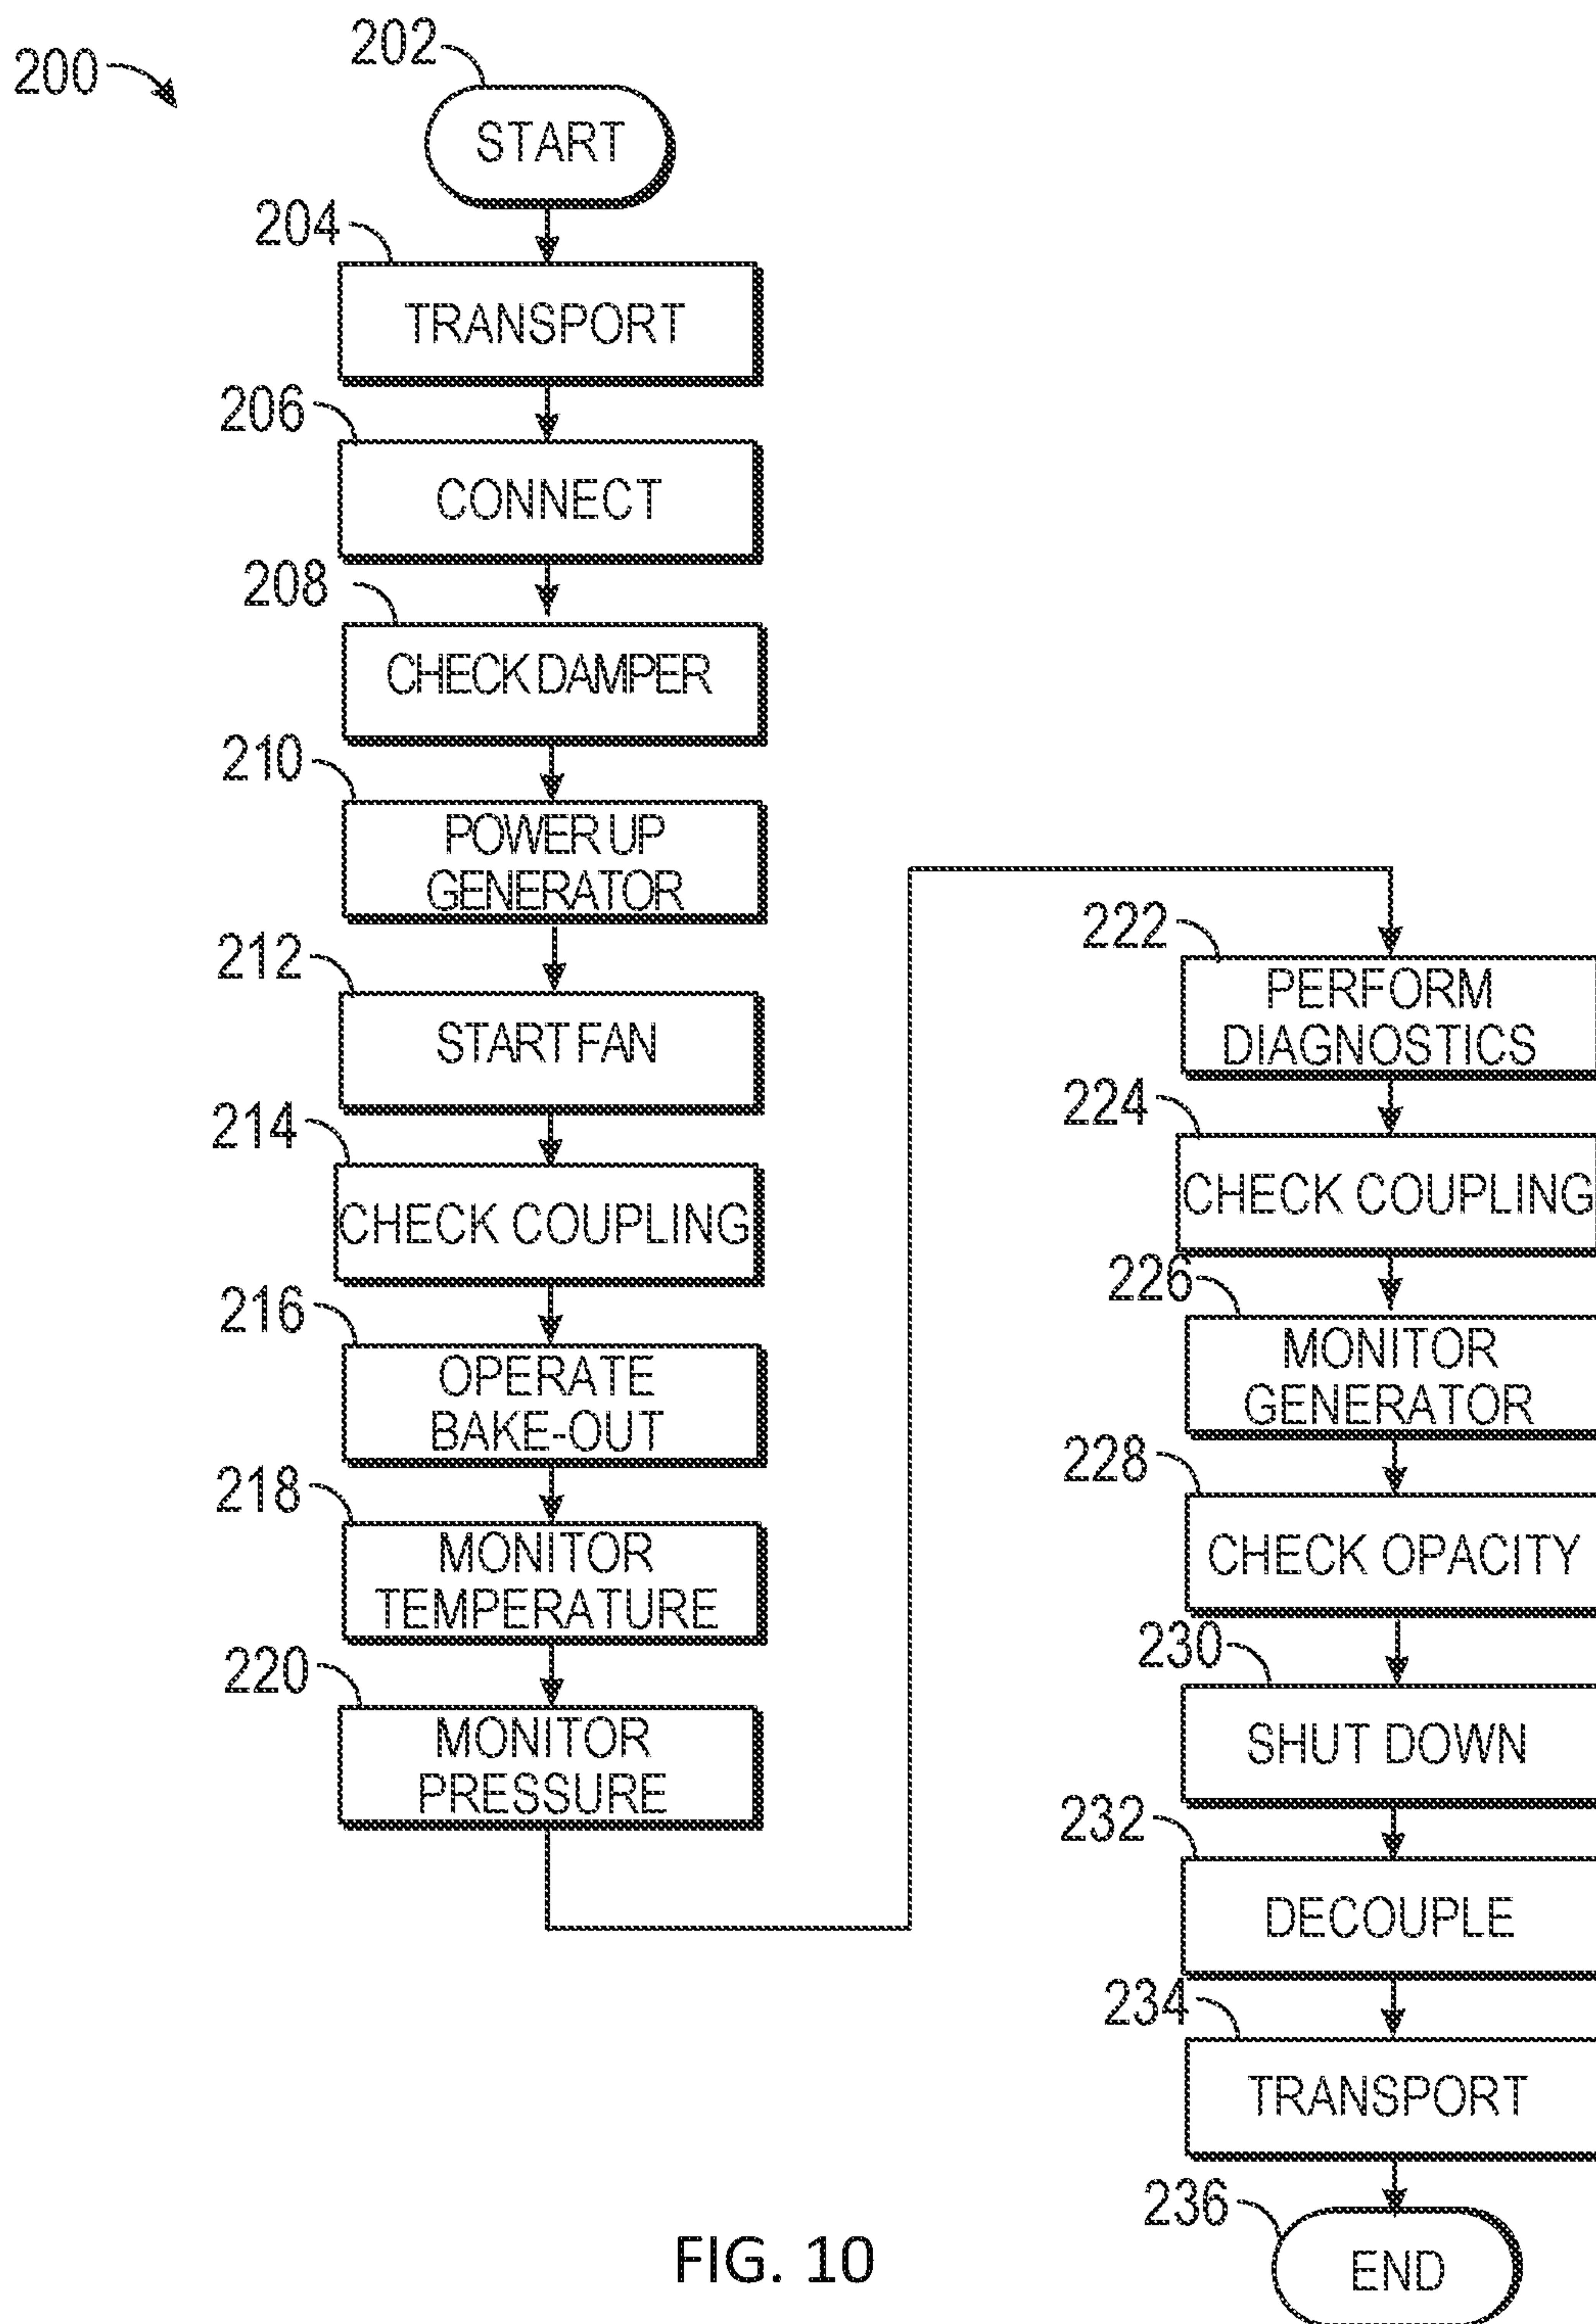 200
202
START
204
TRANSPORT
206
CONNECT
208
CHECK DAMPER
210
POWER UP
GENERATOR
212
START FAN
214
CHECK COUPLING
216
OPERATE
BAKE-OUT
218
MONITOR
TEMPERATURE
220
MONITOR
PRESSURE
222
PERFORM
DIAGNOSTICS
224
CHECK COUPLING
226
MONITOR
GENERATOR
228
CHECK OPACITY
230
SHUT DOWN
232
DECOUPLE
234
TRANSPORT
236
END
FIG. 10